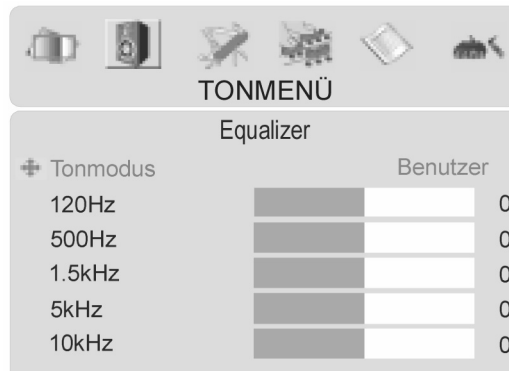 TONMENÜ
Equalizer
Tonmodus Benutzer
120Hz 0
500Hz 0
1.5kHz 0
5kHz 0
10kHz 0